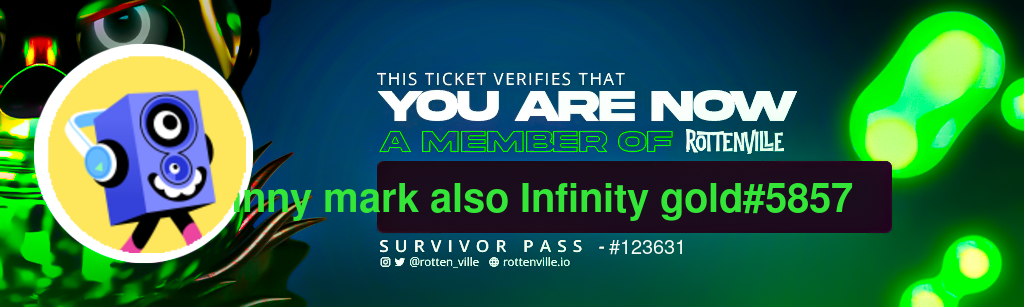 THIS TICKET VERIFIES THAT
YOU ARE NOW
A MEMBER OF ROTTENVILLE
mark also Infinity gold#5857
SURVIVOR PASS - #123631
@rotten_ville rottenville.io